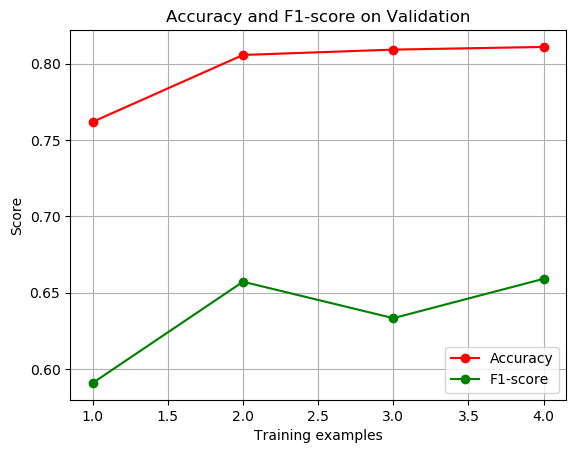 Accuracy and F1-score on Validation
Score
0.80
0.75
0.70
0.65
0.60
Accuracy
F1-score
1.0 1.5 2.0 2.5 3.0 3.5 4.0
Training examples